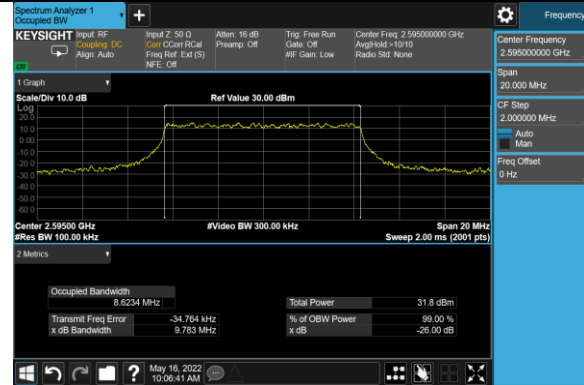 Spectrum Analyzer 1
Occupied BW
+
Frequency
KEYSIGHT
Input: RF
Coupling: DC
Align: Auto
Input Z: 50 Ω
Corr CCorr RCal
Freq Ref: Ext (S)
NFE: Off
Atten: 16 dB
Preamp: Off
Trig: Free Run
Gate: Off
#IF Gain: Low
Center Freq: 2.595000000 GHz
Avg|Hold:>10/10
Radio Std: None
LXI
Center Frequency
2.595000000 GHz
Span
20.000 MHz
CF Step
2.000000 MHz
Auto
Man
Freq Offset
0 Hz
1 Graph
Scale/Div 10.0 dB
Ref Value 30.00 dBm
Log
20.0
10.0
0.00
-10.0
-20.0
-30.0
-40.0
-50.0
-60.0
Center 2.59500 GHz
#Video BW 300.00 kHz
Span 20 MHz
#Res BW 100.00 kHz
Sweep 2.00 ms (2001 pts)
2 Metrics
Occupied Bandwidth
8.6234 MHz
Total Power 31.8 dBm
Transmit Freq Error -34.764 kHz
% of OBW Power 99.00 %
x dB Bandwidth 9.783 MHz
x dB -26.00 dB
?
May 16, 2022
10:06:41 AM